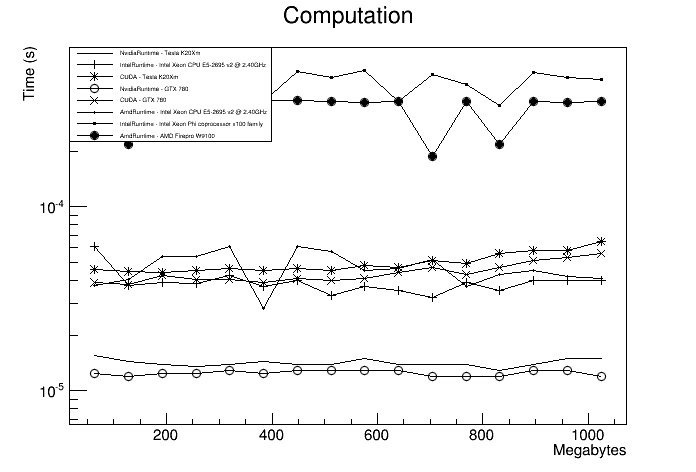 Computation
Time (s)
NvidiaRuntime - Tesla K20Xm
IntelRuntime - Intel Xeon CPU E5-2695 v2 @ 2.40GHz
CUDA - Tesla K20Xm
NvidiaRuntime - GTX 780
CUDA - GTX 780
AmdRuntime - Intel Xeon CPU E5-2695 v2 @ 2.40GHz
IntelRuntime - Intel Xeon Phi coprocessor x100 family
AmdRuntime - AMD Firepro W9100
10-4
10-5
200 400 600 800 1000
Megabytes